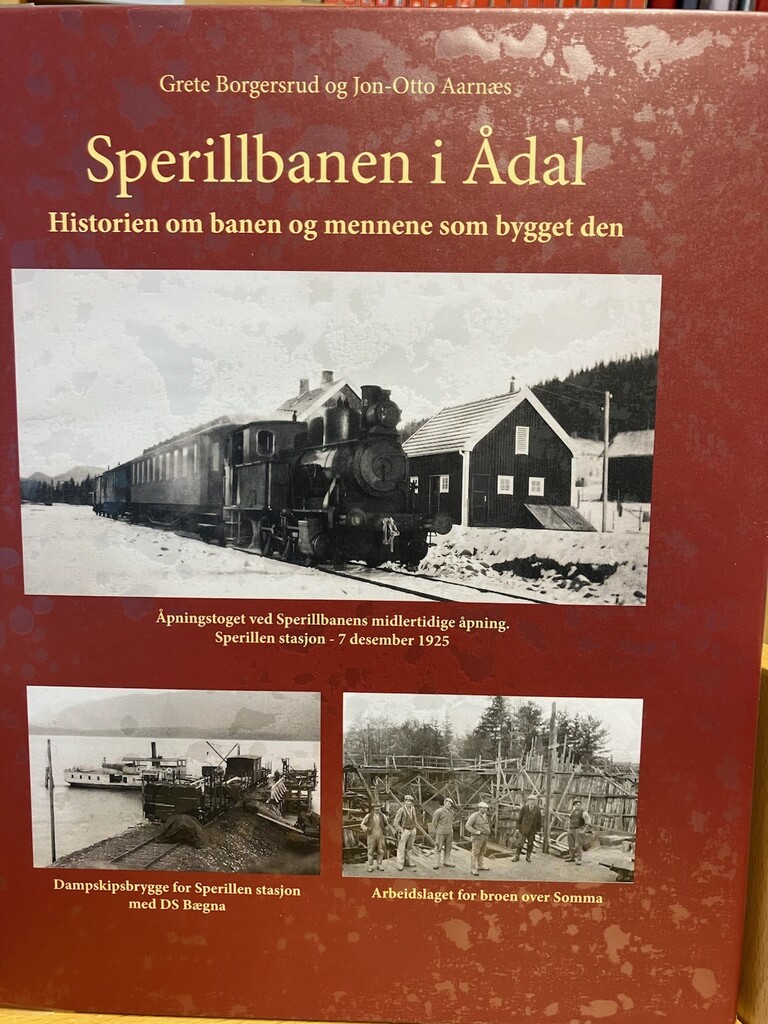 Grete Borgersrud og Jon-Otto Aarnæs
Sperillbanen i Ådal
Historien om banen og mennene som bygget den
Åpningstoget ved Sperillbanens midlertidige åpning.
Sperillen stasjon - 7 desember 1925
Dampskipsbrygge for Sperillen stasjon
med DS Bægna
Arbeidslaget for broen over Somma